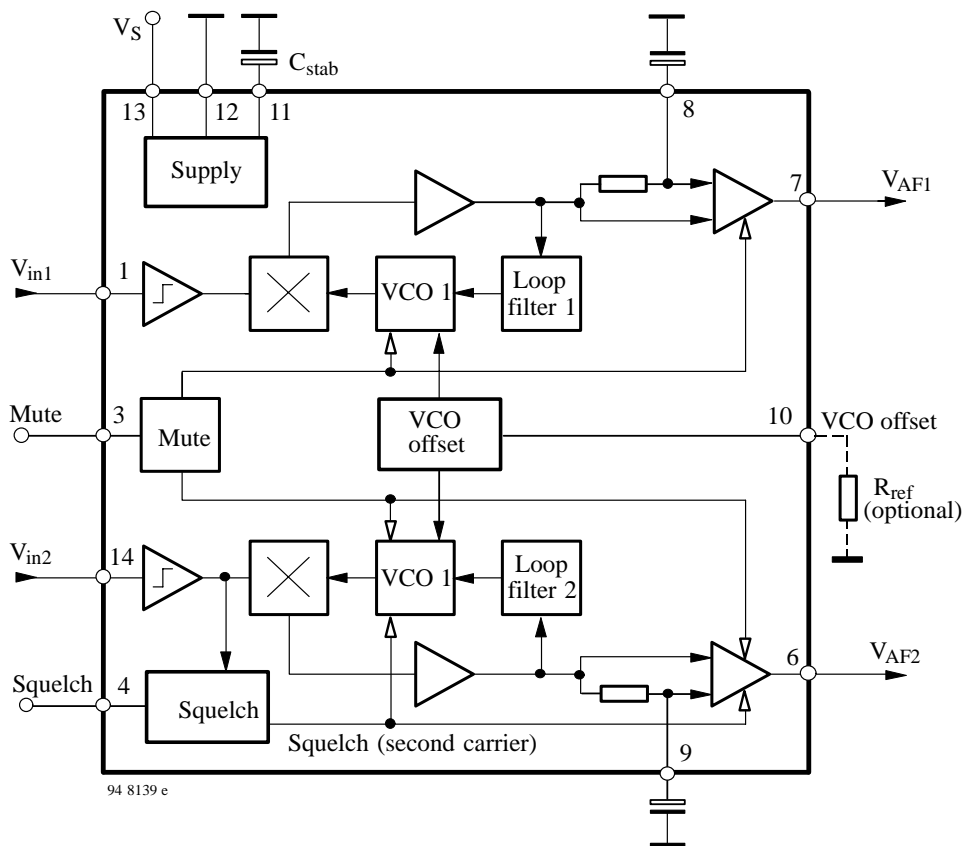 V_S
C_stab
13
12
11
8
Supply
7
V_AF1
V_in1
1
VCO 1
Loop
filter 1
Mute
3
Mute
VCO
offset
10
VCO offset
R_ref
(optional)
V_in2
14
VCO 1
Loop
filter 2
6
V_AF2
Squelch
4
Squelch
Squelch (second carrier)
9
94 8139 e